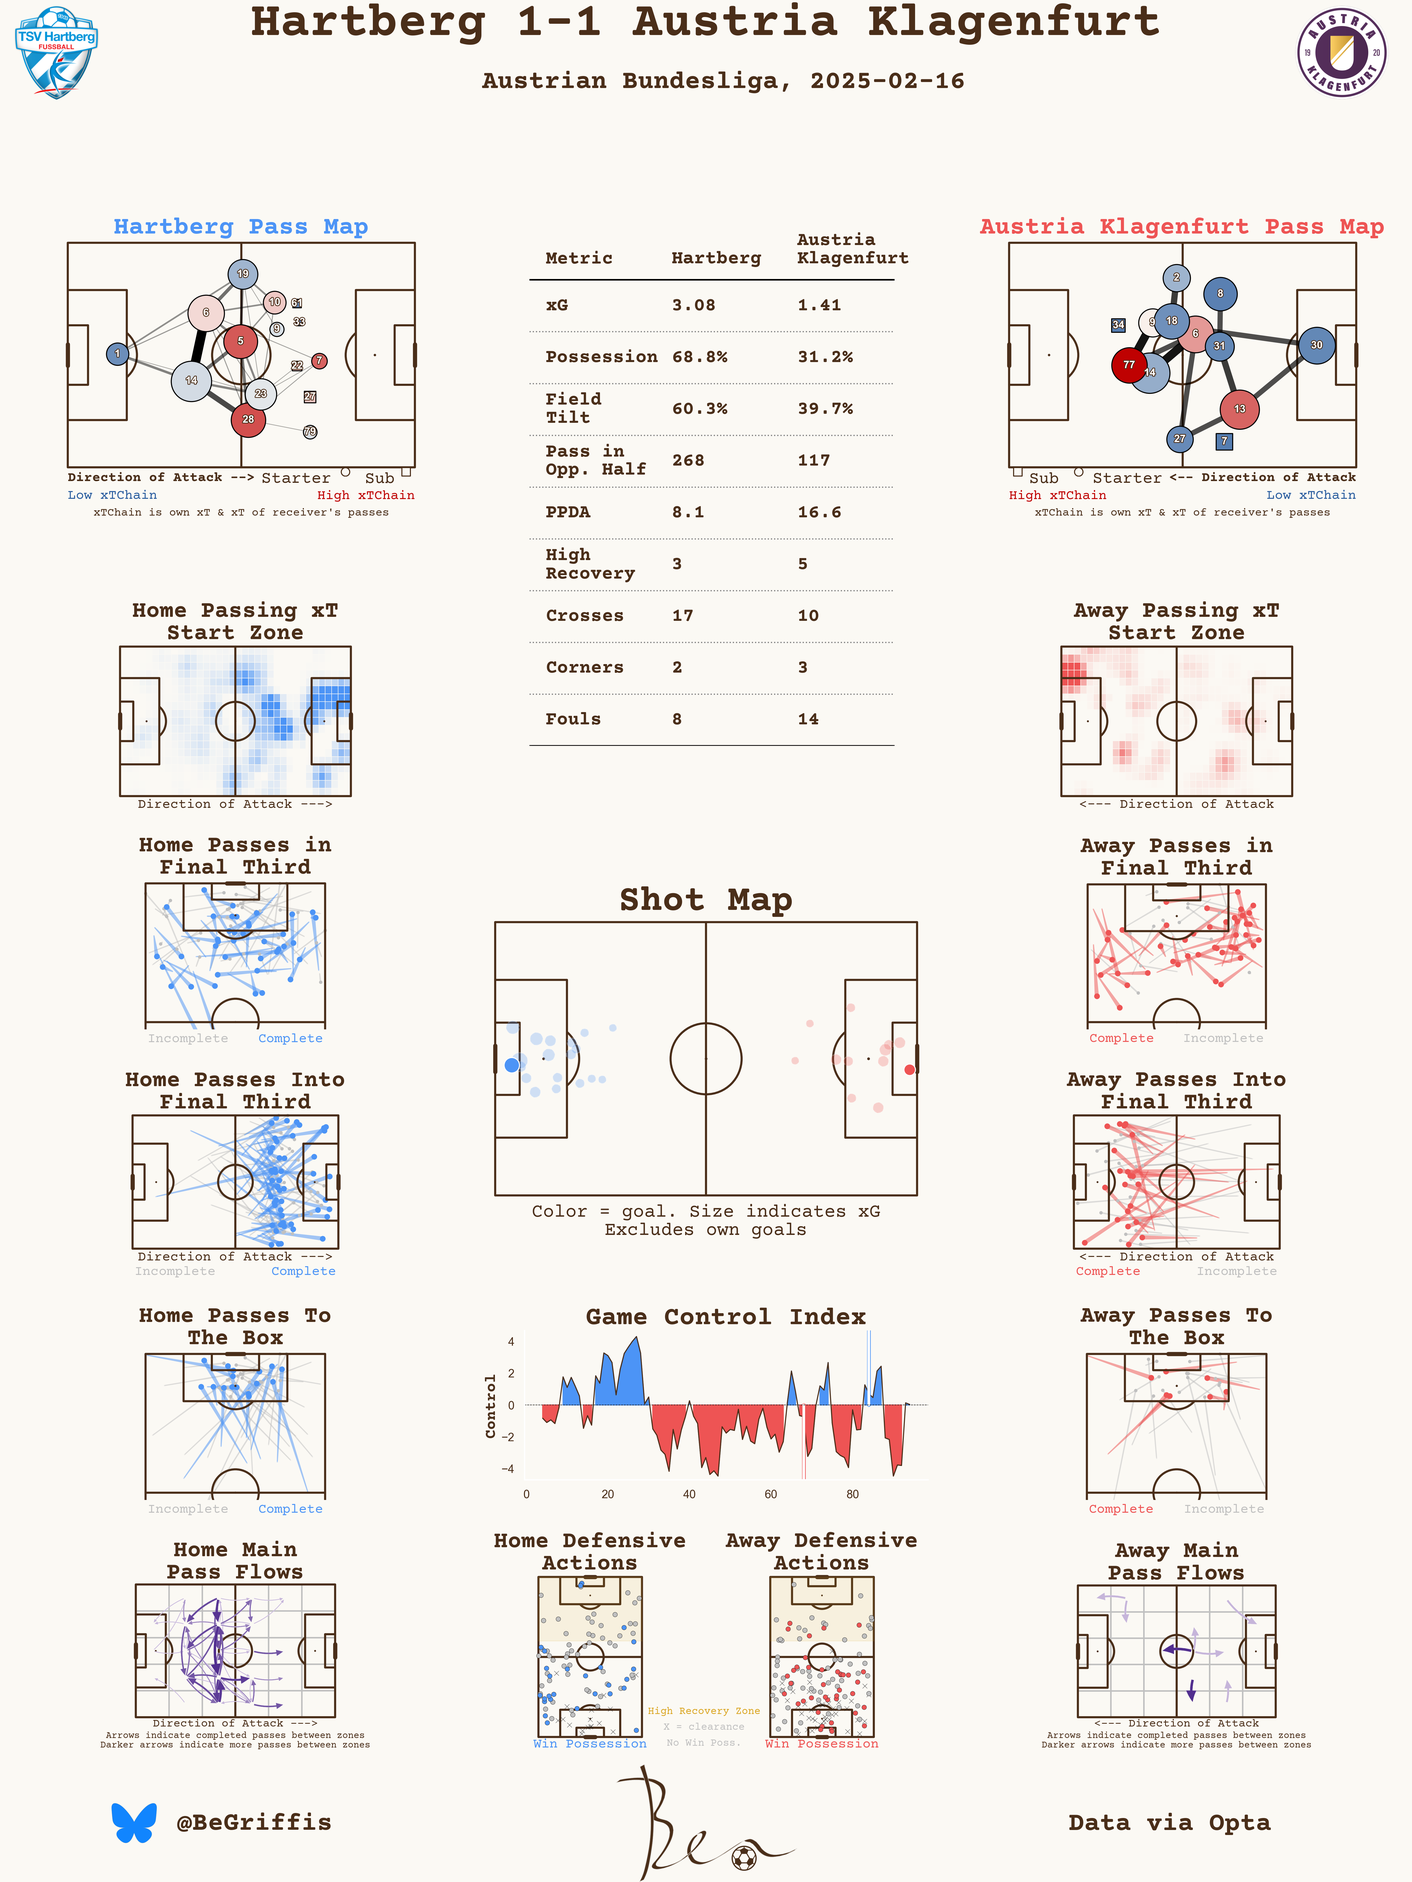 Hartberg 1-1 Austria Klagenfurt
Austrian Bundesliga, 2025-02-16
TSV Hartberg
FUSSBALL
AUSTRIA
19 20
KLAGENFURT
Hartberg Pass Map
19
10
61
6
33
9
5
1
7
22
14
23
27
28
79
Direction of Attack --> Starter Sub
Low xTChain High xTChain
xTChain is own xT & xT of receiver's passes
Metric Hartberg Austria Klagenfurt
xG 3.08 1.41
Possession 68.8% 31.2%
Field Tilt 60.3% 39.7%
Pass in Opp. Half 268 117
PPDA 8.1 16.6
High Recovery 3 5
Crosses 17 10
Corners 2 3
Fouls 8 14
Austria Klagenfurt Pass Map
2
8
34
9
18
6
31
30
77
14
13
27
7
Sub Starter <-- Direction of Attack
High xTChain Low xTChain
xTChain is own xT & xT of receiver's passes
Home Passing xT
Start Zone
Direction of Attack --->
Away Passing xT
Start Zone
<--- Direction of Attack
Home Passes in
Final Third
Incomplete Complete
Away Passes in
Final Third
Complete Incomplete
Shot Map
Color = goal. Size indicates xG
Excludes own goals
Home Passes Into
Final Third
Direction of Attack --->
Incomplete Complete
Away Passes Into
Final Third
<--- Direction of Attack
Complete Incomplete
Home Passes To
The Box
Incomplete Complete
Game Control Index
Control
4
2
0
−2
−4
0 20 40 60 80
Away Passes To
The Box
Complete Incomplete
Home Main
Pass Flows
Direction of Attack --->
Arrows indicate completed passes between zones
Darker arrows indicate more passes between zones
Home Defensive
Actions
Win Possession
High Recovery Zone
X = clearance
No Win Poss.
Away Defensive
Actions
Win Possession
Away Main
Pass Flows
<--- Direction of Attack
Arrows indicate completed passes between zones
Darker arrows indicate more passes between zones
@BeGriffis
Ben
Data via Opta